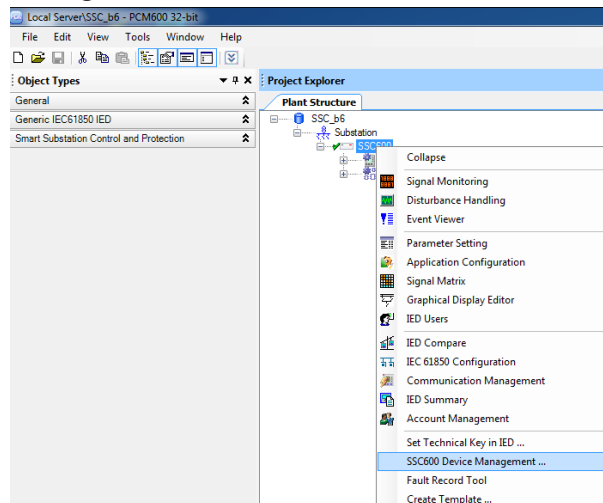 Local Server\SSC_b6 - PCM600 32-bit
File Edit View Tools Window Help
Object Types
General
Generic IEC61850 IED
Smart Substation Control and Protection
Project Explorer
Plant Structure
SSC_b6
Substation
SSC600
Collapse
Signal Monitoring
Disturbance Handling
Event Viewer
Parameter Setting
Application Configuration
Signal Matrix
Graphical Display Editor
IED Users
IED Compare
IEC 61850 Configuration
Communication Management
IED Summary
Account Management
Set Technical Key in IED ...
SSC600 Device Management ...
Fault Record Tool
Create Template ...